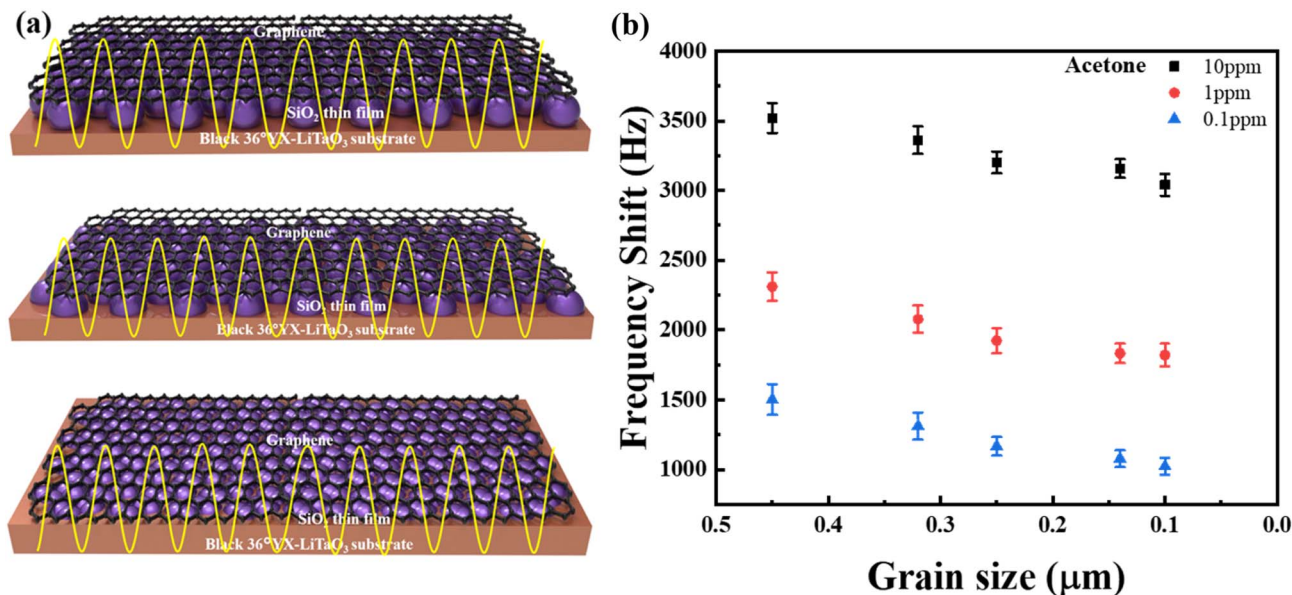 (a)
Graphene
SiO₂ thin film
Black 36°YX-LiTaO₃ substrate
Graphene
SiO₂ thin film
Black 36°YX-LiTaO₃ substrate
Graphene
SiO₂ thin film
Black 36°YX-LiTaO₃ substrate
(b)
Acetone
10ppm
1ppm
0.1ppm
Frequency Shift (Hz)
4000
3500
3000
2500
2000
1500
1000
0.5 0.4 0.3 0.2 0.1 0.0
Grain size (μm)